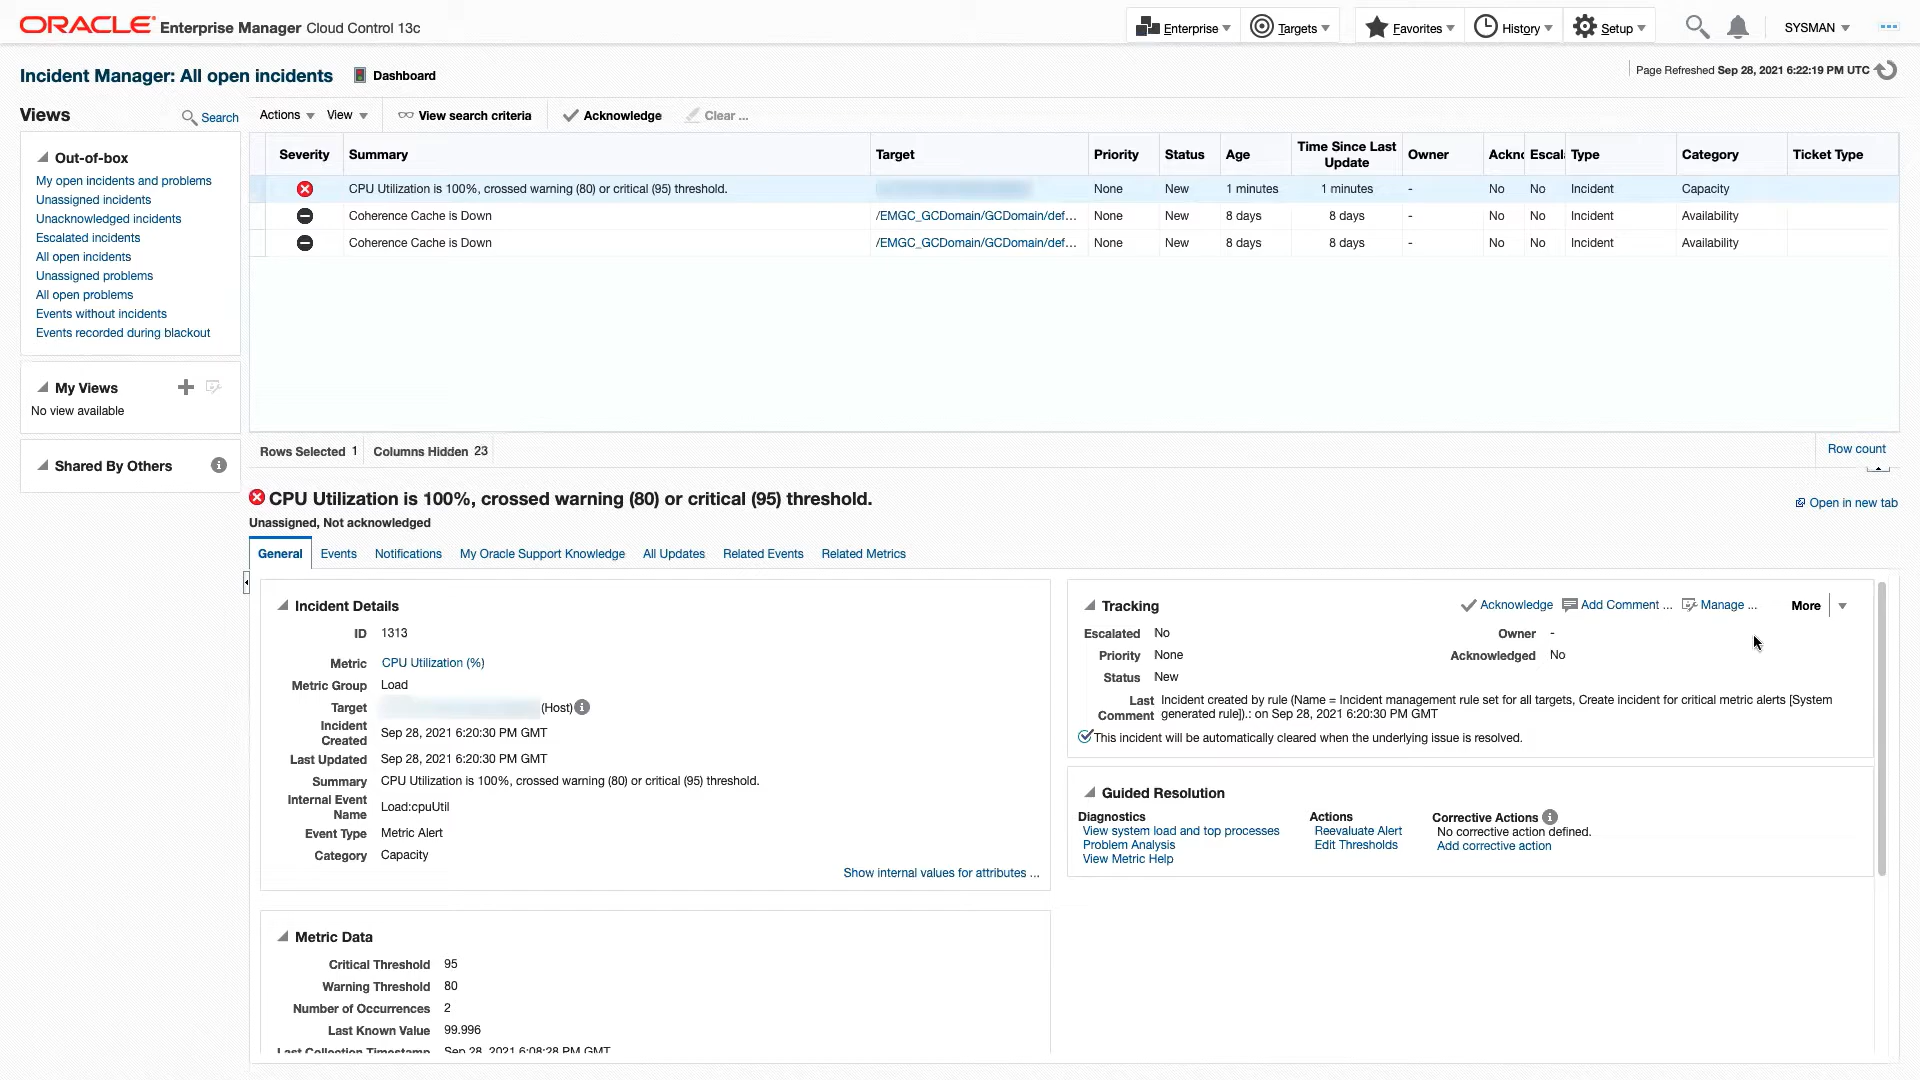 ORACLE Enterprise Manager Cloud Control 13c
Enterprise Targets Favorites History Setup SYSMAN
Incident Manager: All open incidents Dashboard
Page Refreshed Sep 28, 2021 6:22:19 PM UTC
Views Search
Out-of-box
My open incidents and problems
Unassigned incidents
Unacknowledged incidents
Escalated incidents
All open incidents
Unassigned problems
All open problems
Events without incidents
Events recorded during blackout
My Views
No view available
Shared By Others
Actions View View search criteria Acknowledge Clear ...
Severity Summary Target Priority Status Age Time Since Last Update Owner Ackno Escal Type Category Ticket Type
CPU Utilization is 100%, crossed warning (80) or critical (95) threshold. None New 1 minutes 1 minutes - No No Incident Capacity
Coherence Cache is Down /EMGC_GCDomain/GCDomain/def... None New 8 days 8 days - No No Incident Availability
Coherence Cache is Down /EMGC_GCDomain/GCDomain/def... None New 8 days 8 days - No No Incident Availability
Rows Selected 1 Columns Hidden 23
Row count
CPU Utilization is 100%, crossed warning (80) or critical (95) threshold.
Open in new tab
Unassigned, Not acknowledged
General Events Notifications My Oracle Support Knowledge All Updates Related Events Related Metrics
Incident Details
ID 1313
Metric CPU Utilization (%)
Metric Group Load
Target (Host)
Incident Created Sep 28, 2021 6:20:30 PM GMT
Last Updated Sep 28, 2021 6:20:30 PM GMT
Summary CPU Utilization is 100%, crossed warning (80) or critical (95) threshold.
Internal Event Name Load:cpuUtil
Event Type Metric Alert
Category Capacity
Show internal values for attributes ...
Metric Data
Critical Threshold 95
Warning Threshold 80
Number of Occurrences 2
Last Known Value 99.996
Last Collection Timestamp Sep 28, 2021 6:08:28 PM GMT
Tracking Acknowledge Add Comment ... Manage ... More
Escalated No Owner -
Priority None Acknowledged No
Status New
Last Comment Incident created by rule (Name = Incident management rule set for all targets, Create incident for critical metric alerts [System
generated rule]).: on Sep 28, 2021 6:20:30 PM GMT
This incident will be automatically cleared when the underlying issue is resolved.
Guided Resolution
Diagnostics Actions Corrective Actions
View system load and top processes Reevaluate Alert No corrective action defined.
Problem Analysis Edit Thresholds Add corrective action
View Metric Help